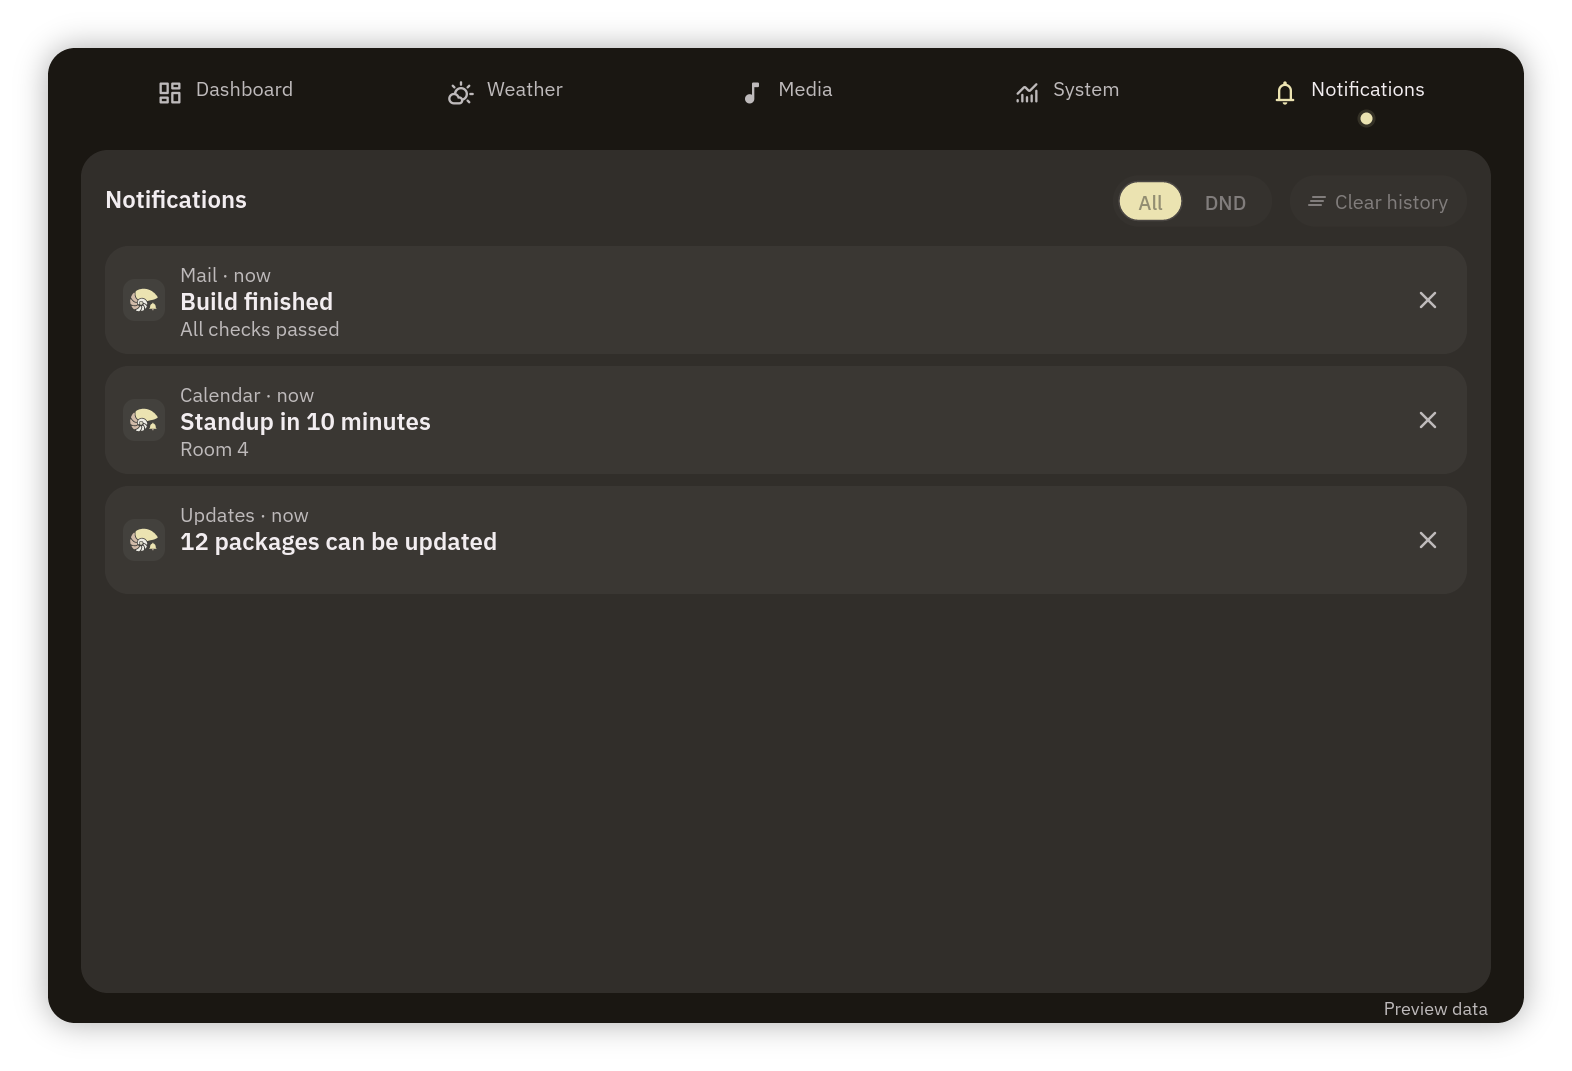 Dashboard
Weather
Media
System
Notifications
Notifications
All
DND
Clear history
Mail · now
Build finished
All checks passed
Calendar · now
Standup in 10 minutes
Room 4
Updates · now
12 packages can be updated
Preview data